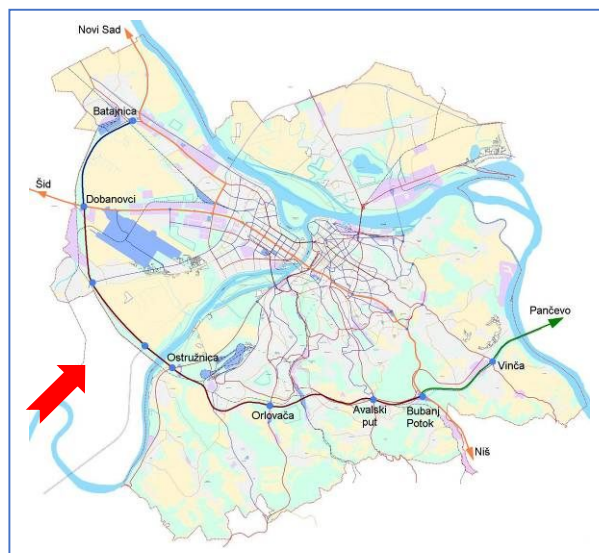 Novi Sad
Batajnica
Šid
Dobanovci
Pančevo
Ostružnica
Vinča
Orlovača
Avalski
put
Bubanj
Potok
Niš